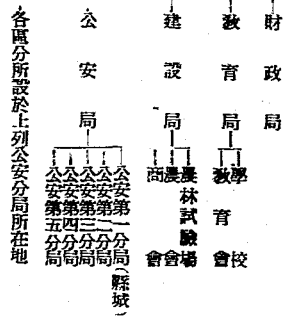 財政局
教育局
學校
教育會
建設局
農林試驗場
農會
商會
公安局
公安第一分局(縣城)
公安第二分局
公安第三分局
公安第四分局
公安第五分局
各區分所設於上列公安分局所在地